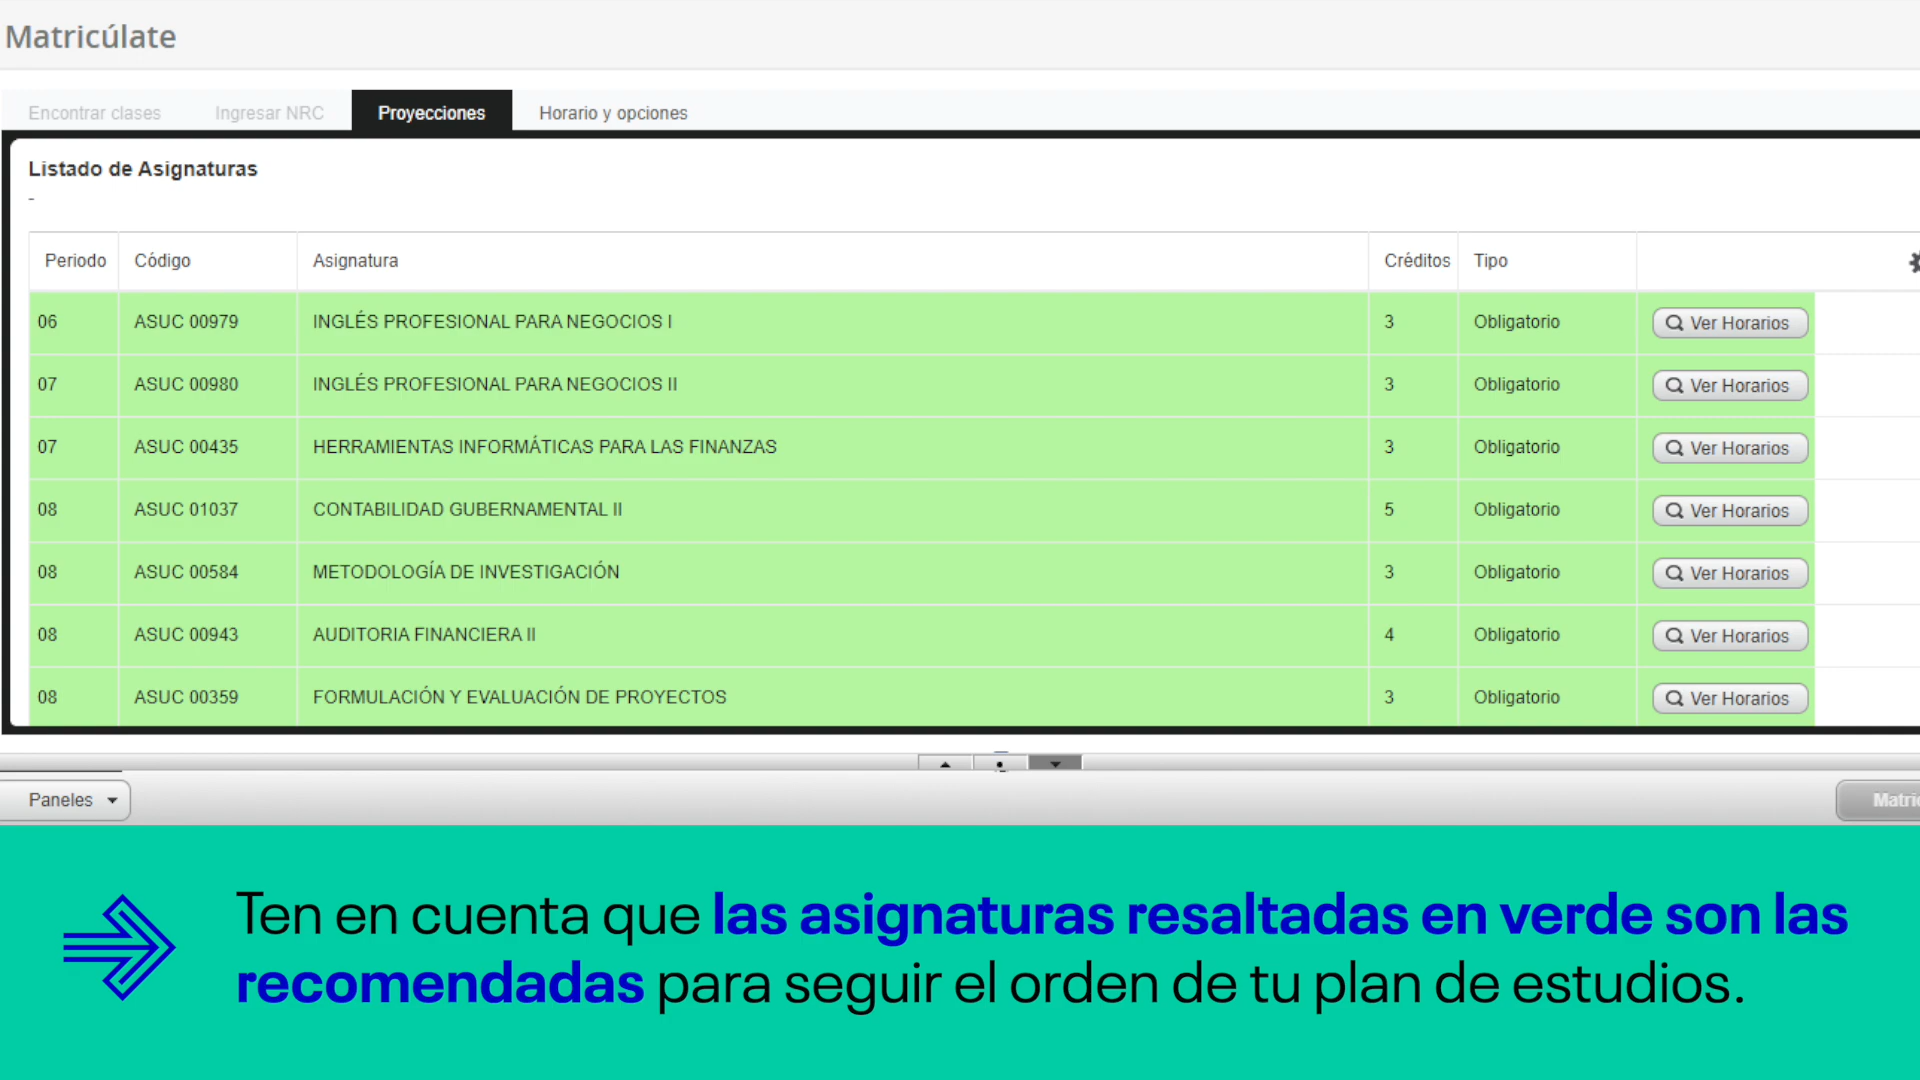 Matricúlate
Encontrar clases Ingresar NRC Proyecciones Horario y opciones
Listado de Asignaturas
-
Periodo Código Asignatura Créditos Tipo
06 ASUC 00979 INGLÉS PROFESIONAL PARA NEGOCIOS I 3 Obligatorio Ver Horarios
07 ASUC 00980 INGLÉS PROFESIONAL PARA NEGOCIOS II 3 Obligatorio Ver Horarios
07 ASUC 00435 HERRAMIENTAS INFORMÁTICAS PARA LAS FINANZAS 3 Obligatorio Ver Horarios
08 ASUC 01037 CONTABILIDAD GUBERNAMENTAL II 5 Obligatorio Ver Horarios
08 ASUC 00584 METODOLOGÍA DE INVESTIGACIÓN 3 Obligatorio Ver Horarios
08 ASUC 00943 AUDITORIA FINANCIERA II 4 Obligatorio Ver Horarios
08 ASUC 00359 FORMULACIÓN Y EVALUACIÓN DE PROYECTOS 3 Obligatorio Ver Horarios
Paneles
Ten en cuenta que las asignaturas resaltadas en verde son las
recomendadas para seguir el orden de tu plan de estudios.